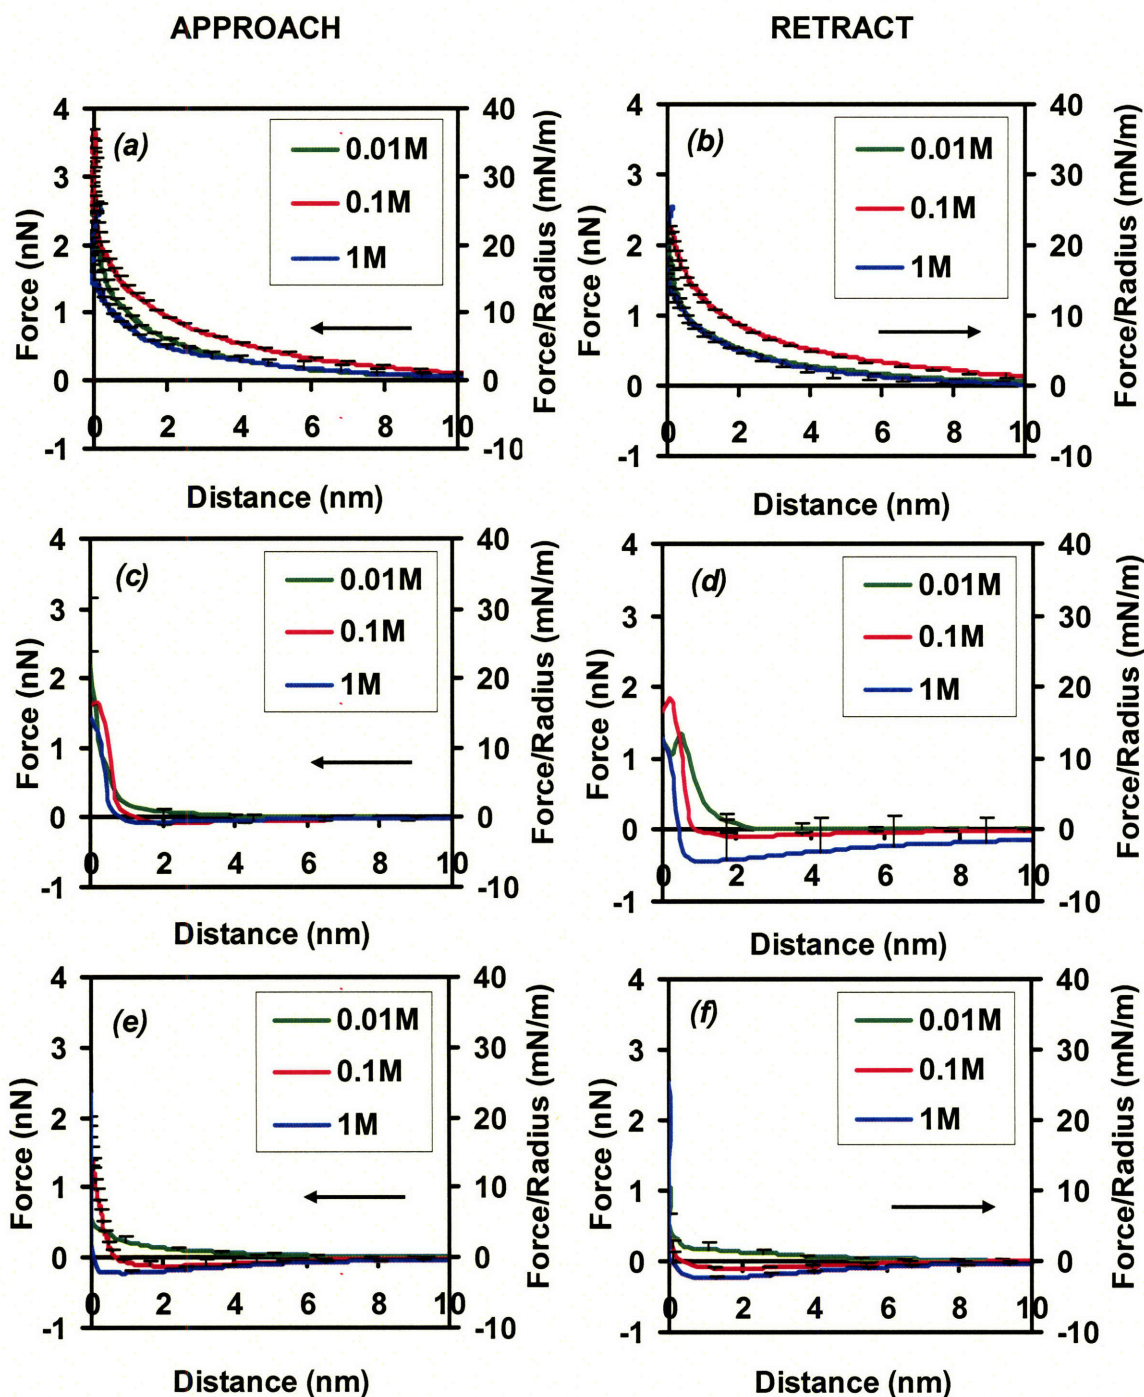 APPROACH
RETRACT
(a)
0.01M
0.1M
1M
4
3
2
1
0
-1
40
30
20
10
0
-10
0 2 4 6 8 10
Force (nN)
Force/Radius (mN/m)
Distance (nm)
(b)
0.01M
0.1M
1M
4
3
2
1
0
-1
40
30
20
10
0
-10
0 2 4 6 8 10
Force (nN)
Force/Radius (mN/m)
Distance (nm)
(c)
0.01M
0.1M
1M
4
3
2
1
0
-1
40
30
20
10
0
-10
0 2 4 6 8 10
Force (nN)
Force/Radius (mN/m)
Distance (nm)
(d)
0.01M
0.1M
1M
4
3
2
1
0
-1
40
30
20
10
0
-10
0 2 4 6 8 10
Force (nN)
Force/Radius (mN/m)
Distance (nm)
(e)
0.01M
0.1M
1M
4
3
2
1
0
-1
40
30
20
10
0
-10
0 2 4 6 8 10
Force (nN)
Force/Radius (mN/m)
Distance (nm)
(f)
0.01M
0.1M
1M
4
3
2
1
0
-1
40
30
20
10
0
-10
0 2 4 6 8 10
Force (nN)
Force/Radius (mN/m)
Distance (nm)